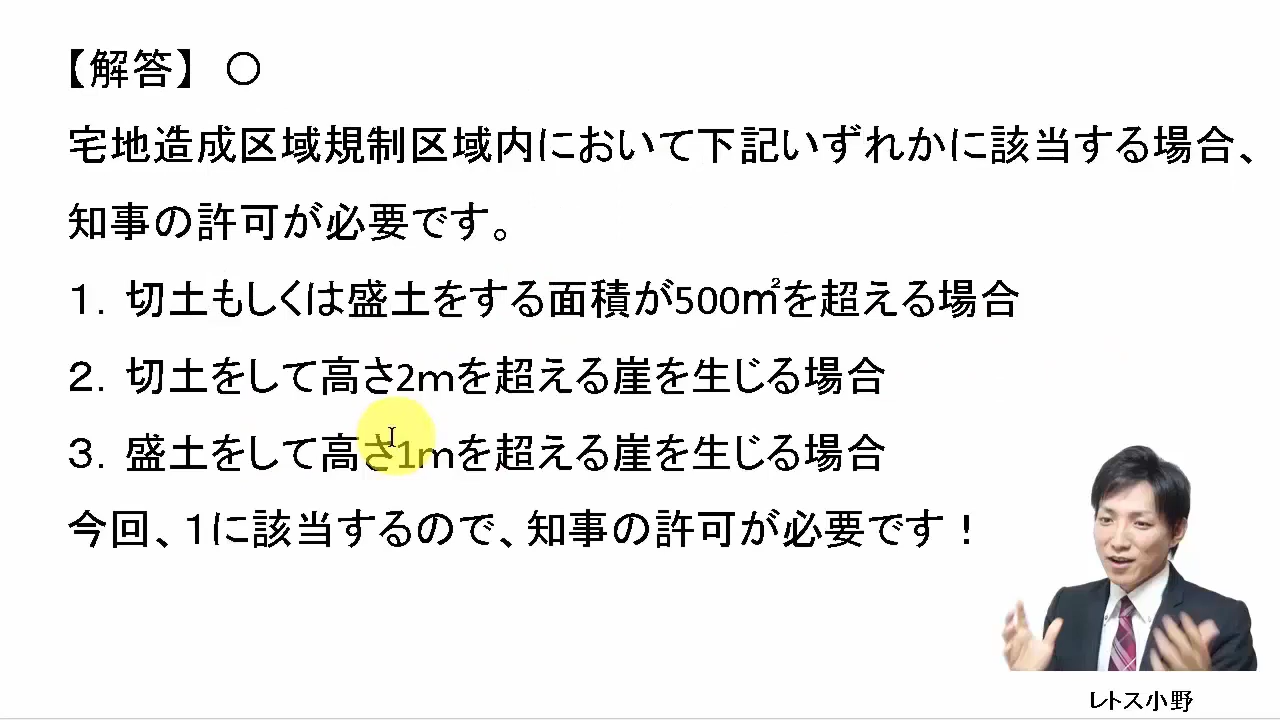 【解答】 ○
宅地造成区域規制区域内において下記いずれかに該当する場合、
知事の許可が必要です。
１．切土もしくは盛土をする面積が500㎡を超える場合
２．切土をして高さ2mを超える崖を生じる場合
３．盛土をして高さ1mを超える崖を生じる場合
今回、１に該当するので、知事の許可が必要です！
レトス小野